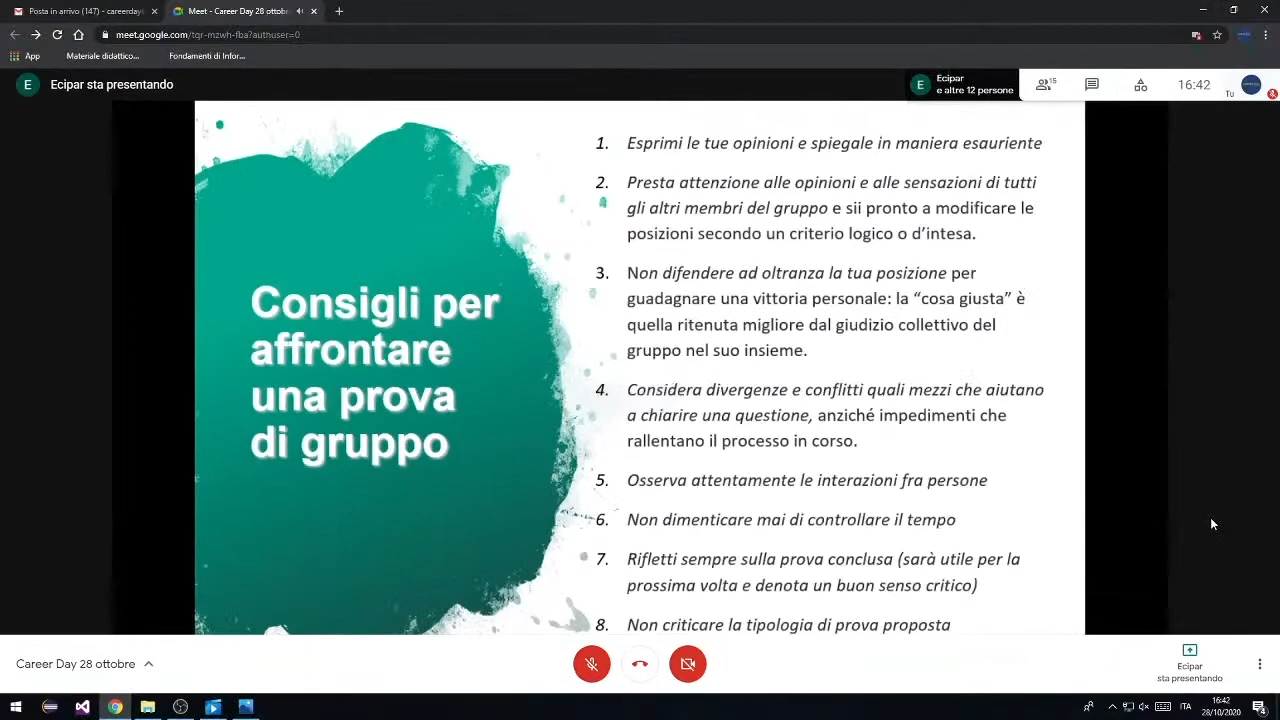 Posta in arrivo (147) - careerday
Meet - Career Day 28 ottob
meet.google.com/tqr-mzwh-fba?authuser=0
App
Materiale didattico...
Fondamenti di Infor...
E
Ecipar sta presentando
E
Ecipar
e altre 12 persone
15
16:42
Tu
Consigli per
affrontare
una prova
di gruppo
1. Esprimi le tue opinioni e spiegale in maniera esauriente
2. Presta attenzione alle opinioni e alle sensazioni di tutti
gli altri membri del gruppo e sii pronto a modificare le
posizioni secondo un criterio logico o d’intesa.
3. Non difendere ad oltranza la tua posizione per
guadagnare una vittoria personale: la “cosa giusta” è
quella ritenuta migliore dal giudizio collettivo del
gruppo nel suo insieme.
4. Considera divergenze e conflitti quali mezzi che aiutano
a chiarire una questione, anziché impedimenti che
rallentano il processo in corso.
5. Osserva attentamente le interazioni fra persone
6. Non dimenticare mai di controllare il tempo
7. Rifletti sempre sulla prova conclusa (sarà utile per la
prossima volta e denota un buon senso critico)
8. Non criticare la tipologia di prova proposta
Career Day 28 ottobre
Ecipar
sta presentando
ITA
16:42
28/10/2020